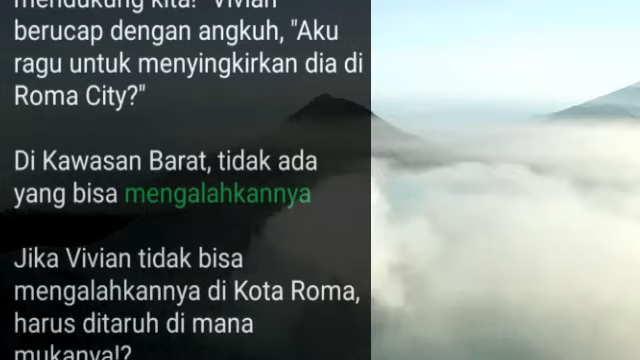 mendukung kita!" Vivian
berucap dengan angkuh, "Aku
ragu untuk menyingkirkan dia di
Roma City?"
Di Kawasan Barat, tidak ada
yang bisa mengalahkannya
Jika Vivian tidak bisa
mengalahkannya di Kota Roma,
harus ditaruh di mana
mukanya!?